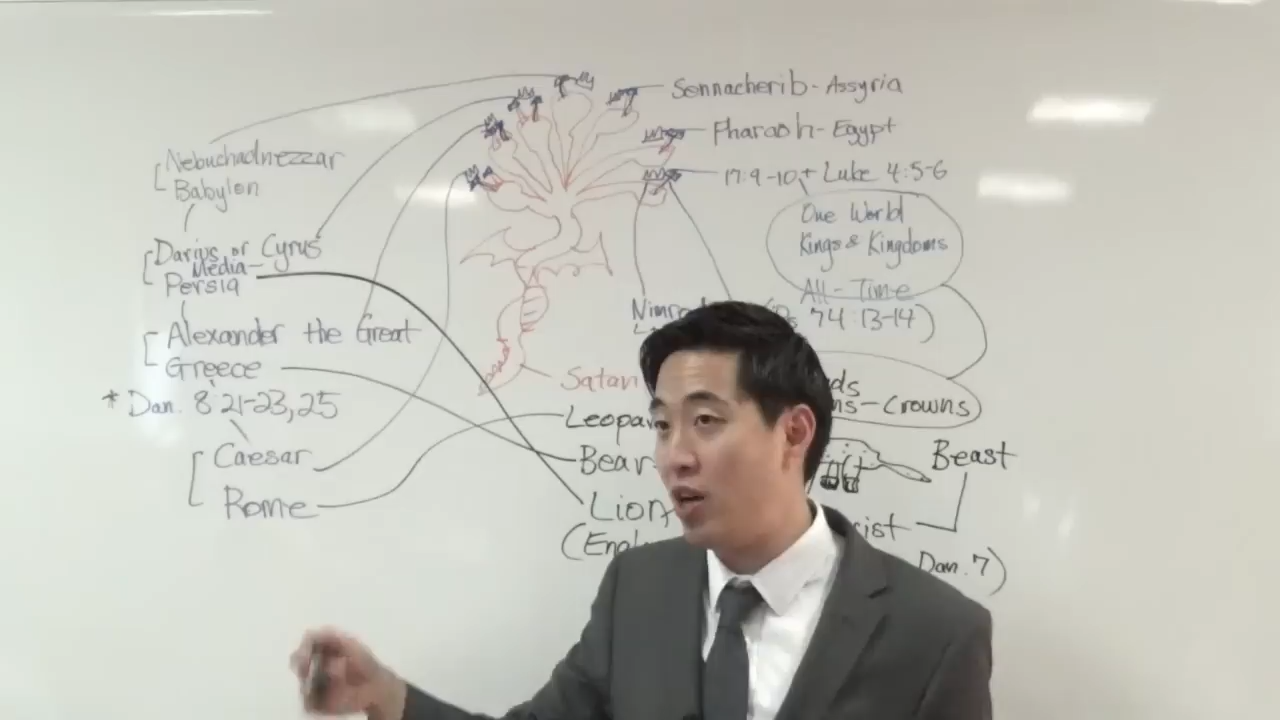 Sennacherib - Assyria
Pharaoh - Egypt
17:9-10 + Luke 4:5-6
One World
Kings & Kingdoms
All-Time
74:13-14)
Nebuchadnezzar
Babylon
Darius or Cyrus
Media-
Persia
Alexander the Great
Greece
* Dan. 8:21-23, 25
Caesar
Rome
Satan
Bear
Lion
-Crowns)
Beast
Dan. 7)